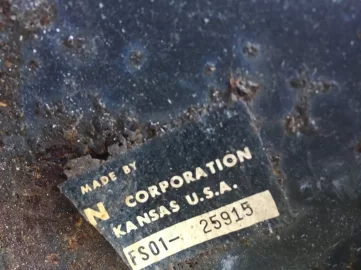 MADE BY
N CORPORATION
KANSAS U.S.A.
FS01- 25915